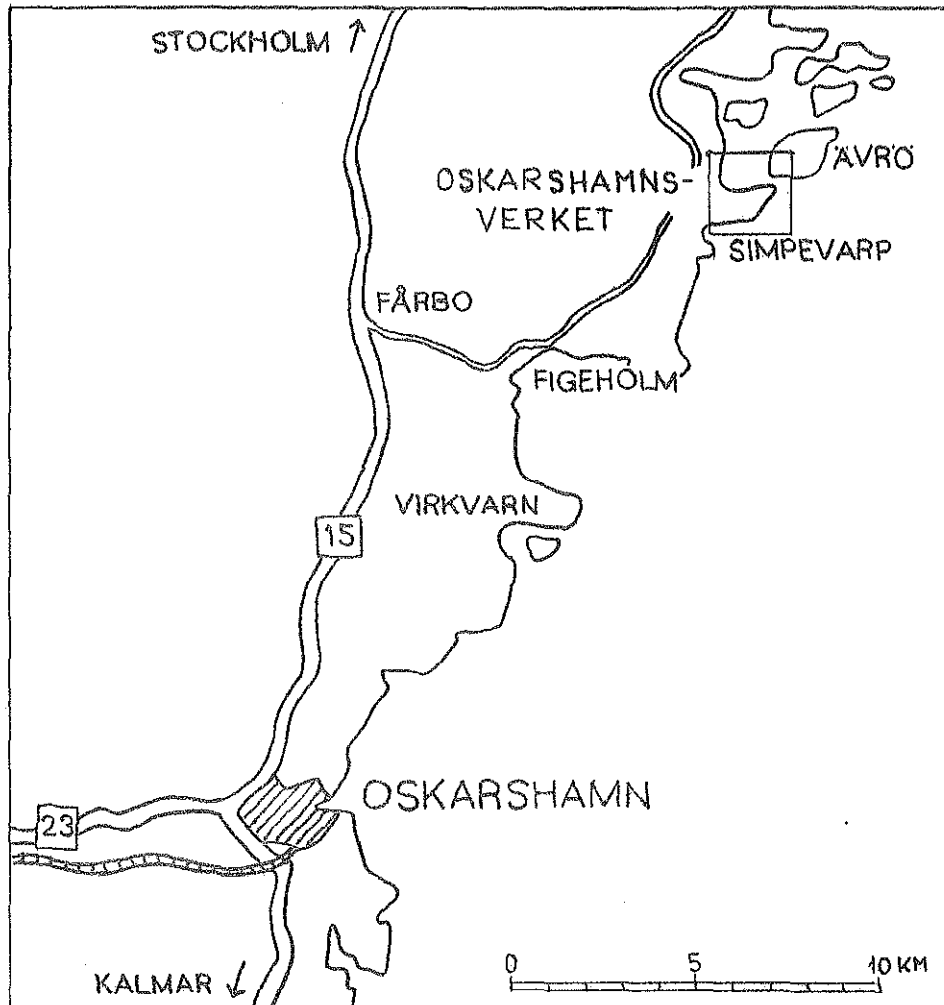 STOCKHOLM
ÄVRÖ
OSKARSHAMNS-
VERKET
SIMPEVARP
FÅRBO
FIGEHOLM
VIRKVARN
15
OSKARSHAMN
23
0 5 10 KM
KALMAR